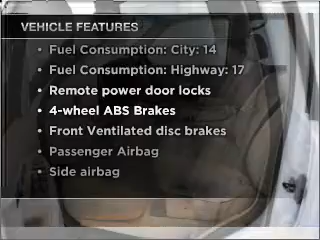 VEHICLE FEATURES
• Fuel Consumption: City: 14
• Fuel Consumption: Highway: 17
• Remote power door locks
• 4-wheel ABS Brakes
• Front Ventilated disc brakes
• Passenger Airbag
• Side airbag